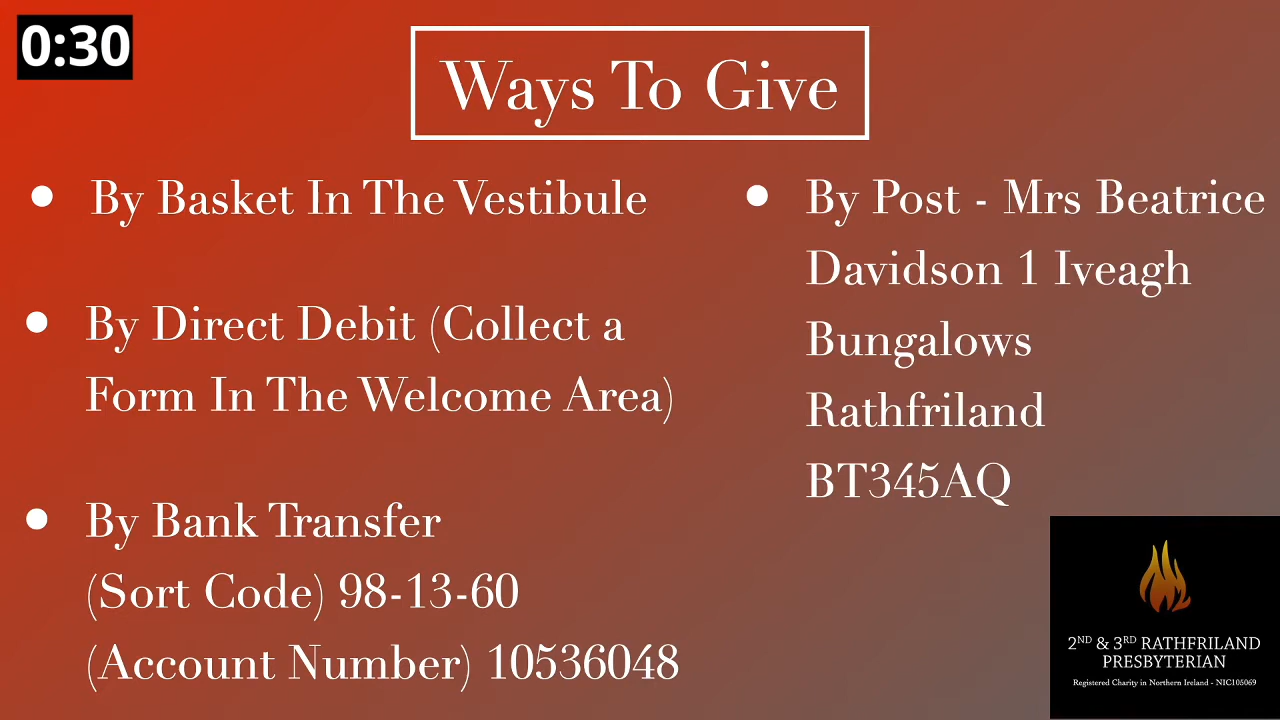 0:30
Ways To Give
• By Basket In The Vestibule
• By Direct Debit (Collect a
Form In The Welcome Area)
• By Bank Transfer
(Sort Code) 98-13-60
(Account Number) 10536048
• By Post - Mrs Beatrice
Davidson 1 Iveagh
Bungalows
Rathfriland
BT345AQ
2ND & 3RD RATHFRILAND
PRESBYTERIAN
Registered Charity in Northern Ireland - NIC105069